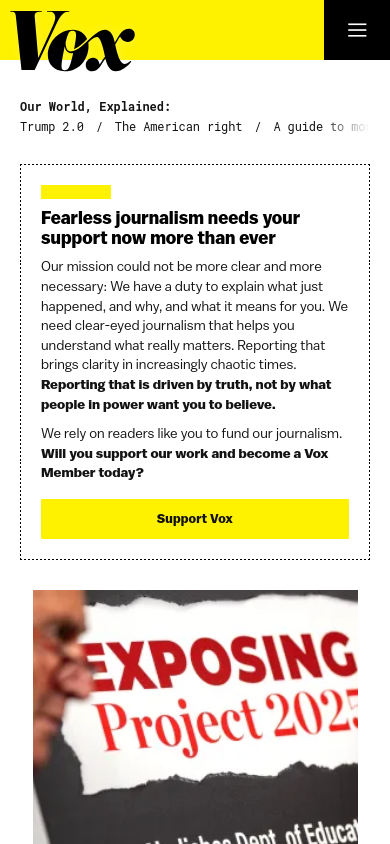 Vox
Our World, Explained:
Trump 2.0 / The American right / A guide to mo
Fearless journalism needs your
support now more than ever
Our mission could not be more clear and more
necessary: We have a duty to explain what just
happened, and why, and what it means for you. We
need clear-eyed journalism that helps you
understand what really matters. Reporting that
brings clarity in increasingly chaotic times.
Reporting that is driven by truth, not by what
people in power want you to believe.
We rely on readers like you to fund our journalism.
Will you support our work and become a Vox
Member today?
Support Vox
EXPOSING
Project 2025
Dept. of Educat